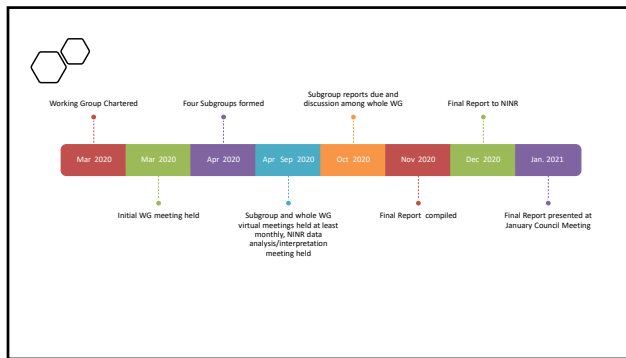 Subgroup reports due and
discussion among whole WG
Working Group Chartered
Four Subgroups formed
Final Report to NINR
Mar 2020
Mar 2020
Apr 2020
Apr Sep 2020
Oct 2020
Nov 2020
Dec 2020
Jan. 2021
Initial WG meeting held
Subgroup and whole WG
virtual meetings held at least
monthly, NINR data
analysis/interpretation
meeting held
Final Report compiled
Final Report presented at
January Council Meeting